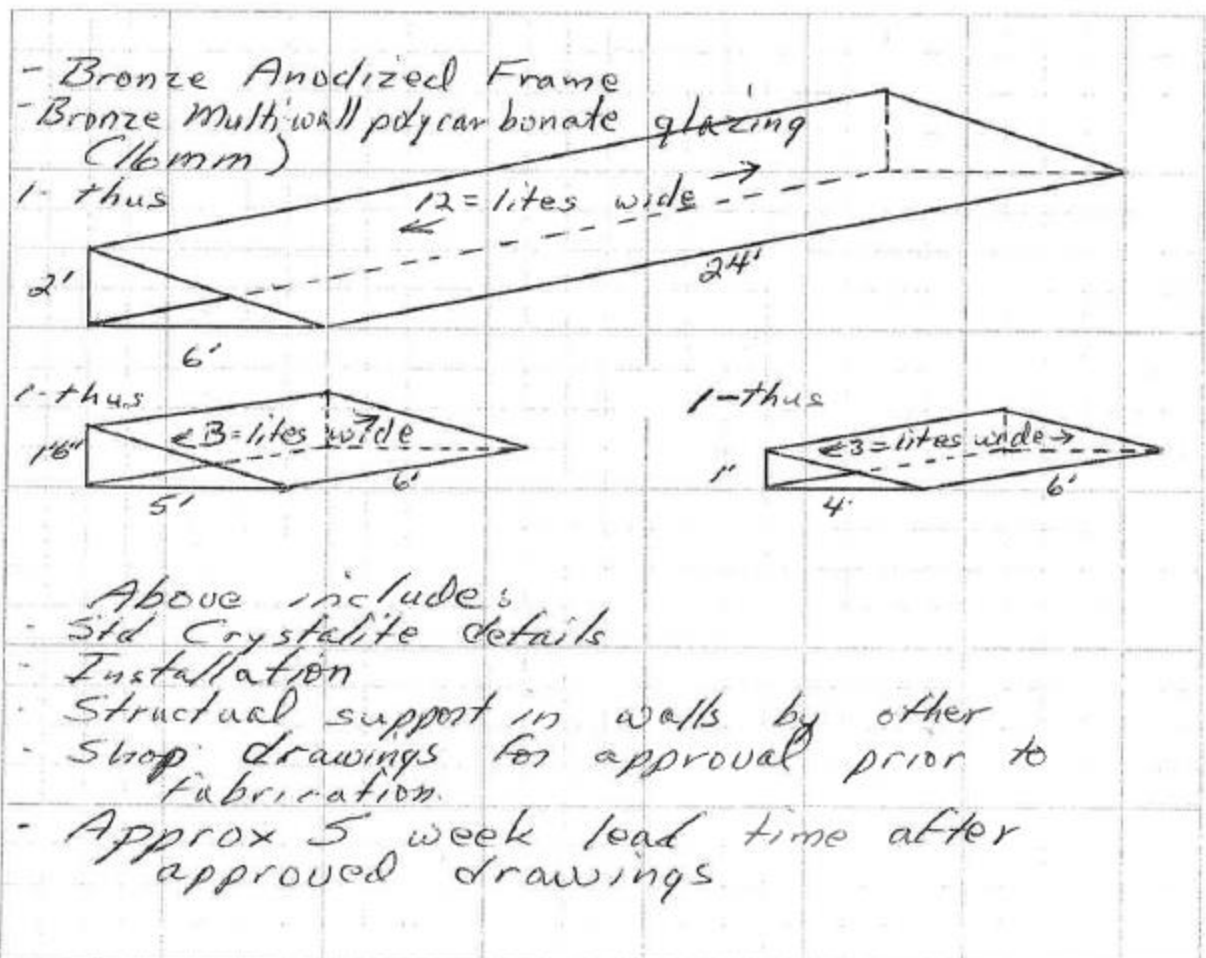 - Bronze Anodized Frame
- Bronze Multiwall polycarbonate glazing
(16mm)
1- thus
12 = lites wide
2'
24'
6'
1-thus
3=lites wide
1'6"
5'
6'
1-thus
3=lites wide
1'
4'
6'
Above include:
- Std Crystalite details
- Installation
- Structual support in walls by other
- Shop drawings for approval prior to
fabrication.
- Approx 5 week lead time after
approved drawings